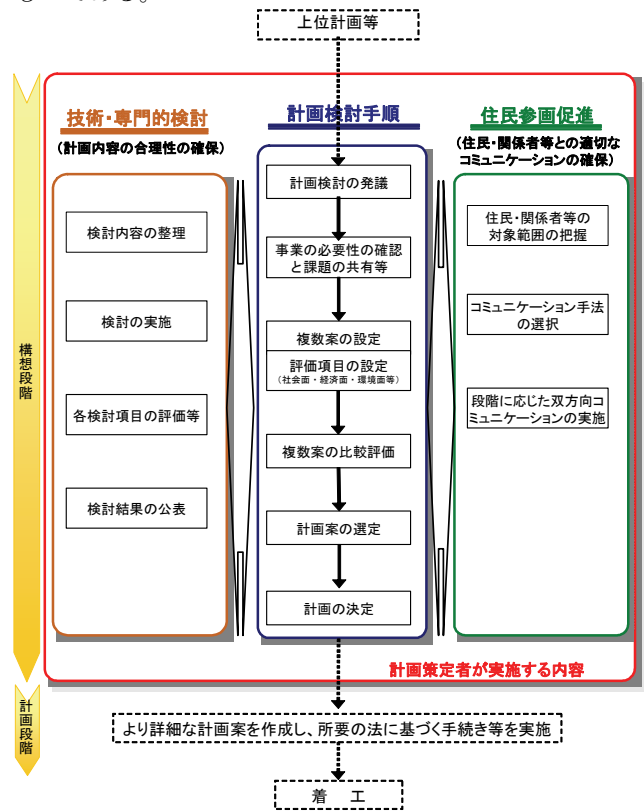 上位計画等
技術・専門的検討
(計画内容の合理性の確保)
検討内容の整理
検討の実施
各検討項目の評価等
検討結果の公表
計画検討手順
計画検討の発議
事業の必要性の確認
と課題の共有等
複数案の設定
評価項目の設定
(社会面・経済面・環境面等)
複数案の比較評価
計画案の選定
計画の決定
住民参画促進
(住民・関係者等との適切な
コミュニケーションの確保)
住民・関係者等の
対象範囲の把握
コミュニケーション手法
の選択
段階に応じた双方向コ
ミュニケーションの実施
計画策定者が実施する内容
構想段階
計画段階
より詳細な計画案を作成し、所要の法に基づく手続き等を実施
着 工